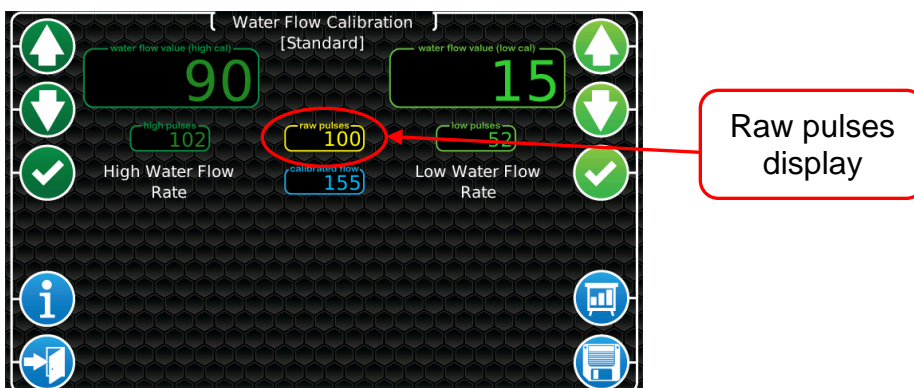 Water Flow Calibration
[Standard]
water flow value (high cal)
90
water flow value (low cal)
15
high pulses
102
raw pulses
100
low pulses
52
High Water Flow
Rate
calibrated flow
155
Low Water Flow
Rate
Raw pulses
display